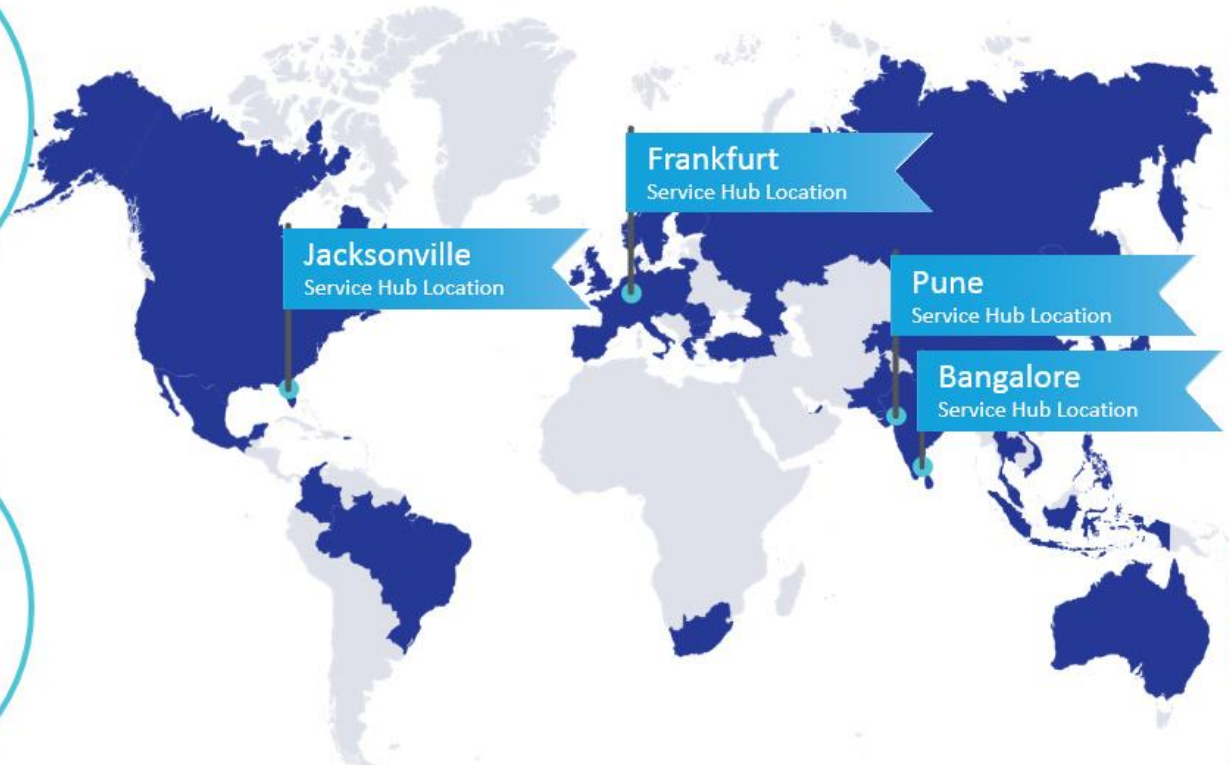 Frankfurt
Service Hub Location
Jacksonville
Service Hub Location
Pune
Service Hub Location
Bangalore
Service Hub Location